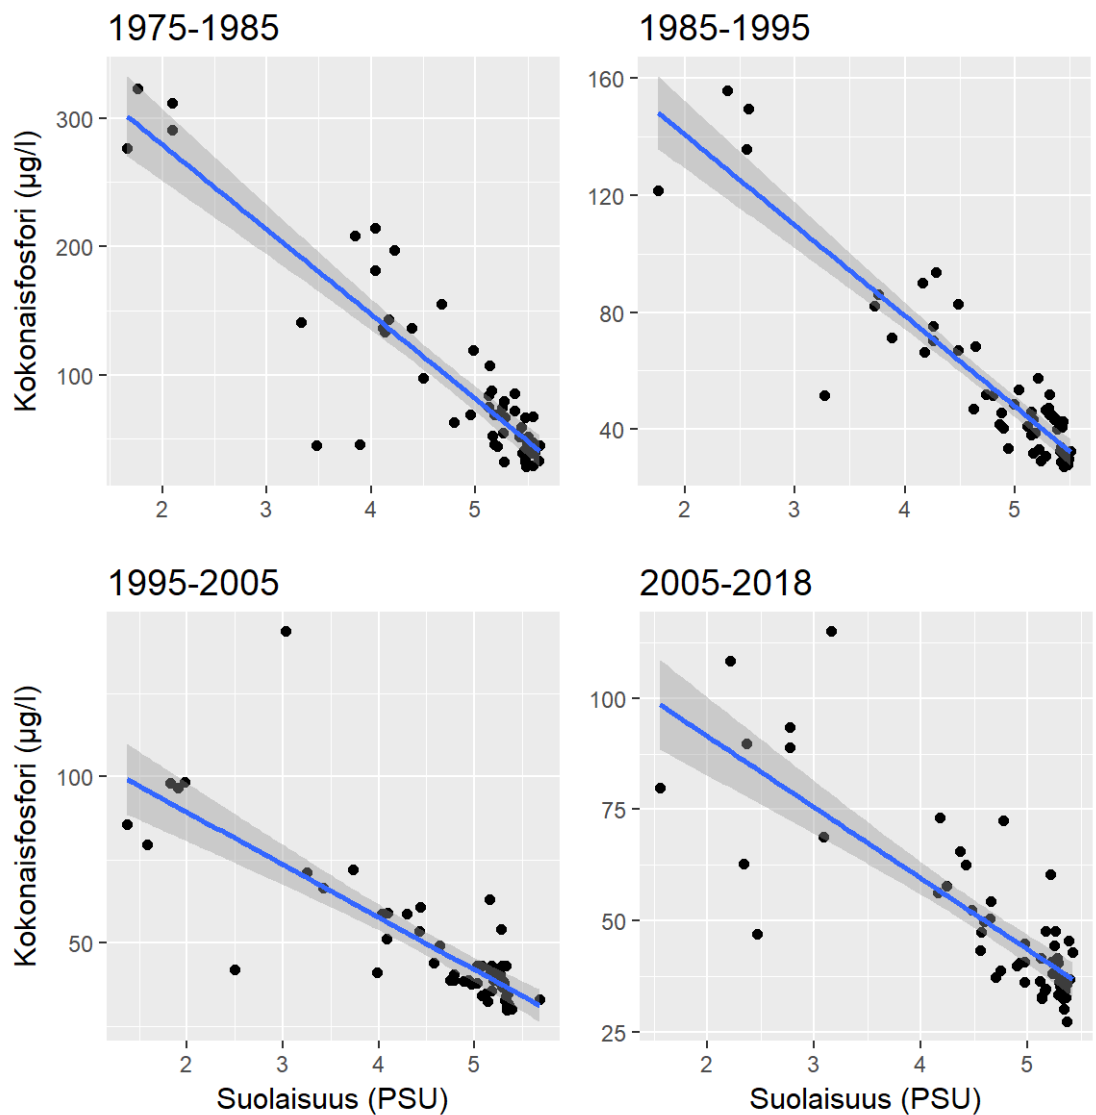 1975-1985
1985-1995
Kokonaisfosfori (µg/l)
300
200
100
2 3 4 5
160
120
80
40
2 3 4 5
1995-2005
2005-2018
Kokonaisfosfori (µg/l)
100
50
2 3 4 5
Suolaisuus (PSU)
100
75
50
25
2 3 4 5
Suolaisuus (PSU)